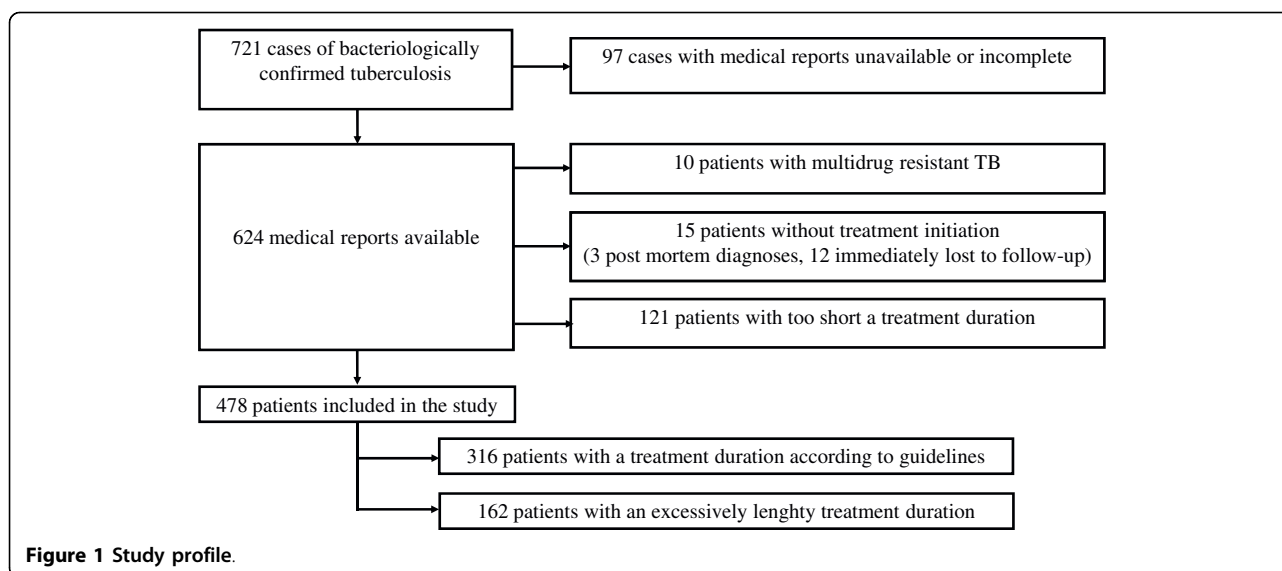 721 cases of bacteriologically
confirmed tuberculosis
97 cases with medical reports unavailable or incomplete
624 medical reports available
10 patients with multidrug resistant TB
15 patients without treatment initiation
(3 post mortem diagnoses, 12 immediately lost to follow-up)
121 patients with too short a treatment duration
478 patients included in the study
316 patients with a treatment duration according to guidelines
162 patients with an excessively lenghty treatment duration
Figure 1 Study profile.